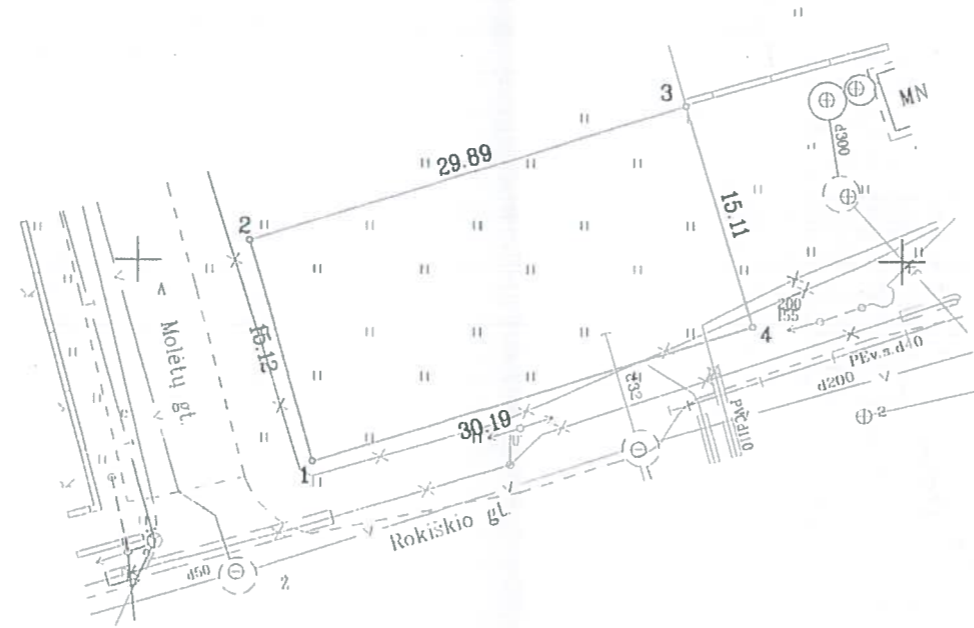 3
MN
29.89
d300
15.11
2
Molėtų gt.
15.12
200
4
PEv.s.d40
d200
PVCd110
2
30.19
1
Rokiškio gt.
d50
2